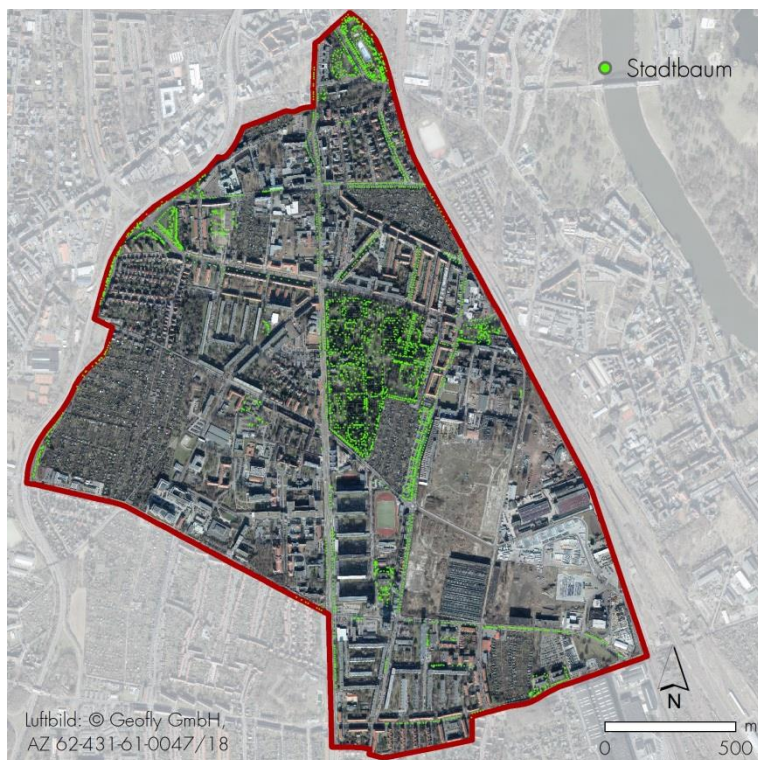 Stadtbaum
Luftbild: © Geofly GmbH,
AZ 62-431-61-0047/18
N
m
0 500